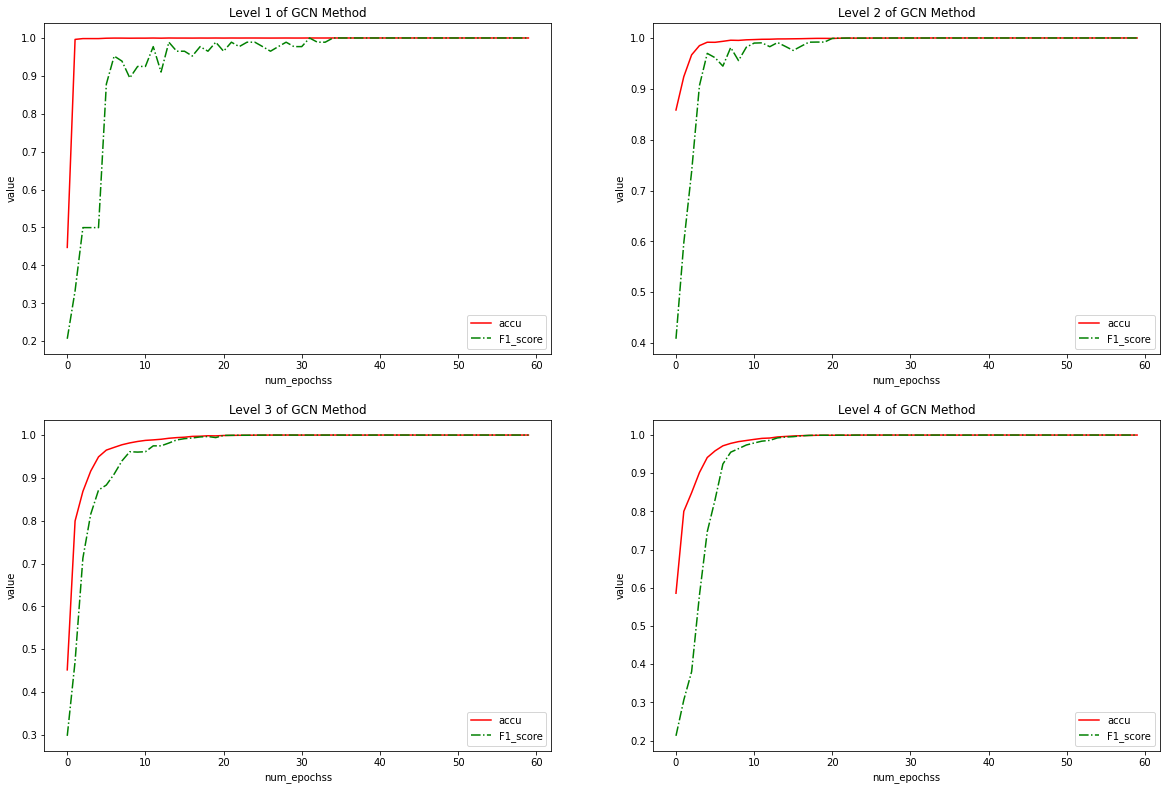 Level 1 of GCN Method
1.0
0.9
0.8
0.7
0.6
0.5
0.4
0.3
0.2
value
0 10 20 30 40 50 60
num_epochss
accu
F1_score
Level 2 of GCN Method
1.0
0.9
0.8
0.7
0.6
0.5
0.4
value
0 10 20 30 40 50 60
num_epochss
accu
F1_score
Level 3 of GCN Method
1.0
0.9
0.8
0.7
0.6
0.5
0.4
0.3
value
0 10 20 30 40 50 60
num_epochss
accu
F1_score
Level 4 of GCN Method
1.0
0.9
0.8
0.7
0.6
0.5
0.4
0.3
0.2
value
0 10 20 30 40 50 60
num_epochss
accu
F1_score